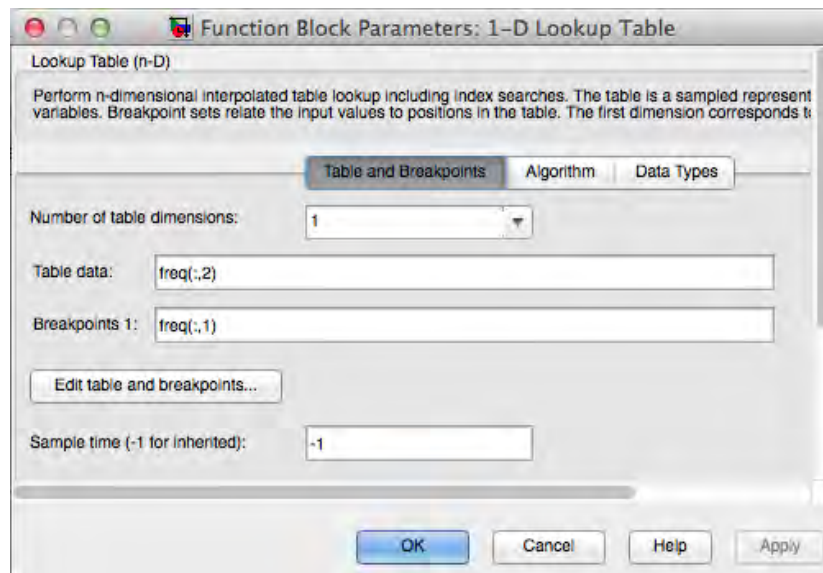 Function Block Parameters: 1-D Lookup Table
Lookup Table (n-D)
Perform n-dimensional interpolated table lookup including index searches. The table is a sampled represent
variables. Breakpoint sets relate the input values to positions in the table. The first dimension corresponds to
Table and Breakpoints Algorithm Data Types
Number of table dimensions: 1
Table data: freq(:,2)
Breakpoints 1: freq(:,1)
Edit table and breakpoints...
Sample time (-1 for inherited): -1
OK Cancel Help Apply